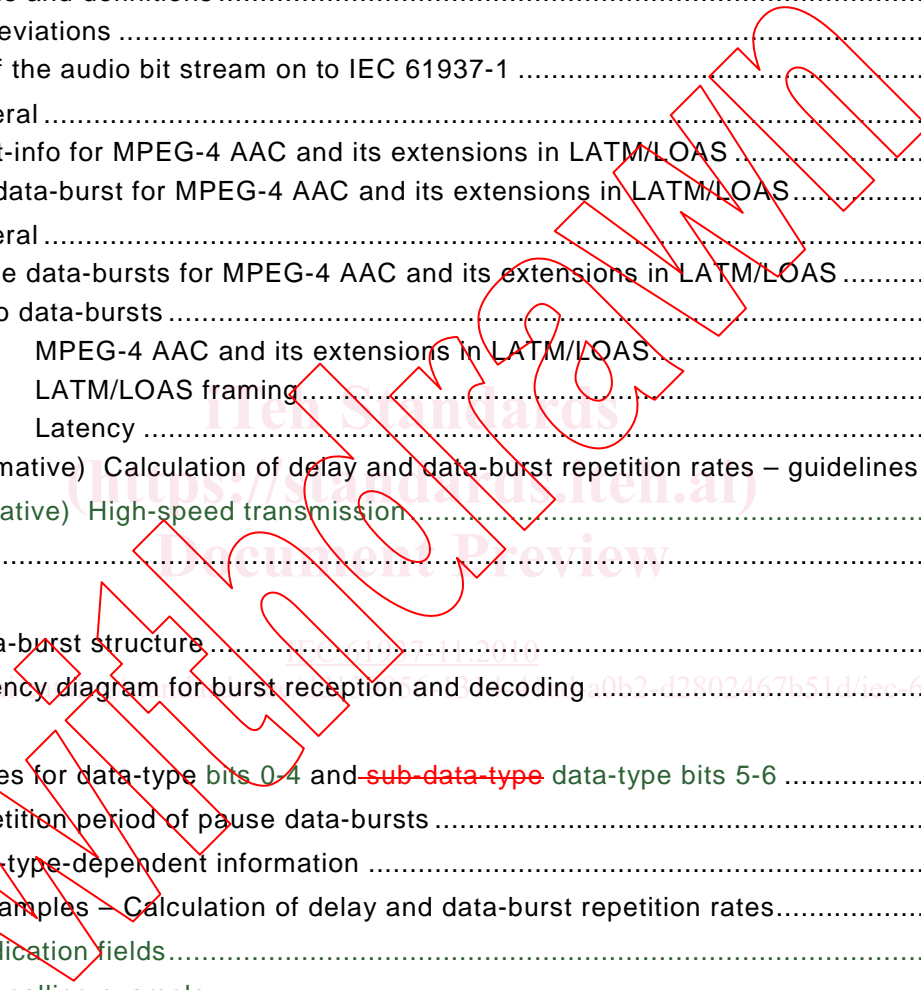 s and definitions
eviations
f the audio bit stream on to IEC 61937-1
eral
t-info for MPEG-4 AAC and its extensions in LATM/LOAS
data-burst for MPEG-4 AAC and its extensions in LATM/LOAS
eral
e data-bursts for MPEG-4 AAC and its extensions in LATM/LOAS
o data-bursts
MPEG-4 AAC and its extensions in LATM/LOAS
LATM/LOAS framing
iTeh Standards
Latency
mative) Calculation of delay and data-burst repetition rates – guidelines
(https://standards.iteh.ai)
ative) High-speed transmission
Document Preview
a-burst structure
IEC 61937-11:2010
ency diagram for burst reception and decoding
a0b2-d2802467b51d/iec-6
es for data-type bits 0-4 and sub-data-type data-type bits 5-6
etition period of pause data-bursts
-type-dependent information
amples – Calculation of delay and data-burst repetition rates
lication fields
withdrawn